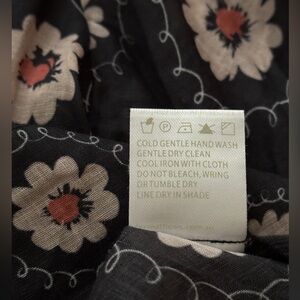 COLD GENTLE HAND WASH
GENTLE DRY CLEAN
COOL IRON WITH CLOTH
DO NOT BLEACH, WRING
OR TUMBLE DRY
LINE DRY IN SHADE